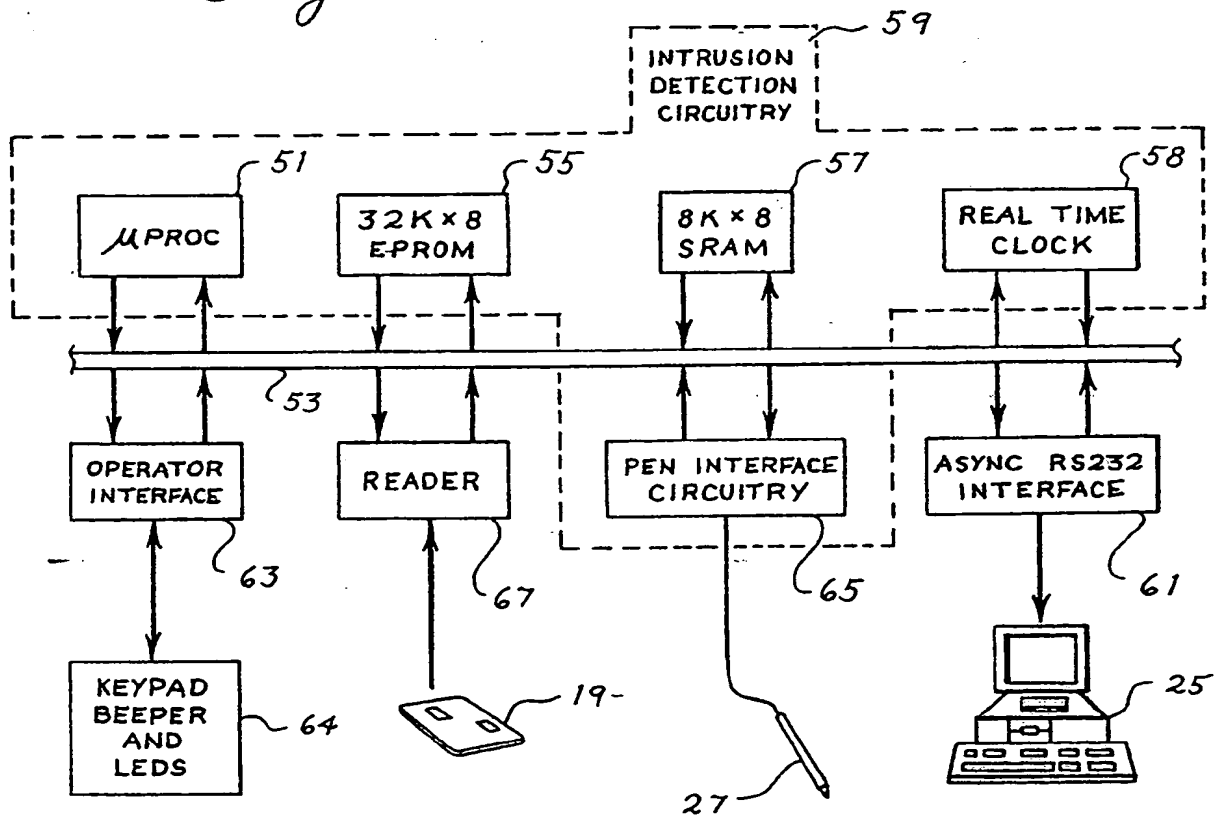 59
INTRUSION
DETECTION
CIRCUITRY
51
55
57
58
μPROC
32K × 8
EPROM
8K × 8
SRAM
REAL TIME
CLOCK
53
OPERATOR
INTERFACE
READER
PEN INTERFACE
CIRCUITRY
ASYNC RS232
INTERFACE
63
67
65
61
KEYPAD
BEEPER
AND
LEDS
64
19
27
25